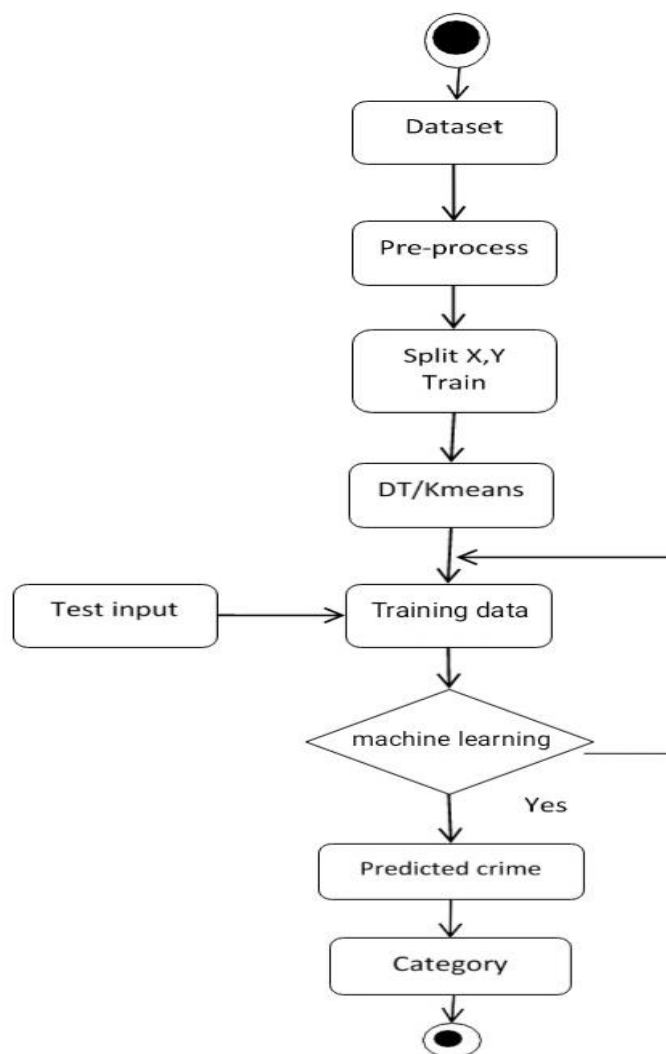 Dataset
Pre-process
Split X,Y
Train
DT/Kmeans
Test input
Training data
machine learning
Yes
Predicted crime
Category